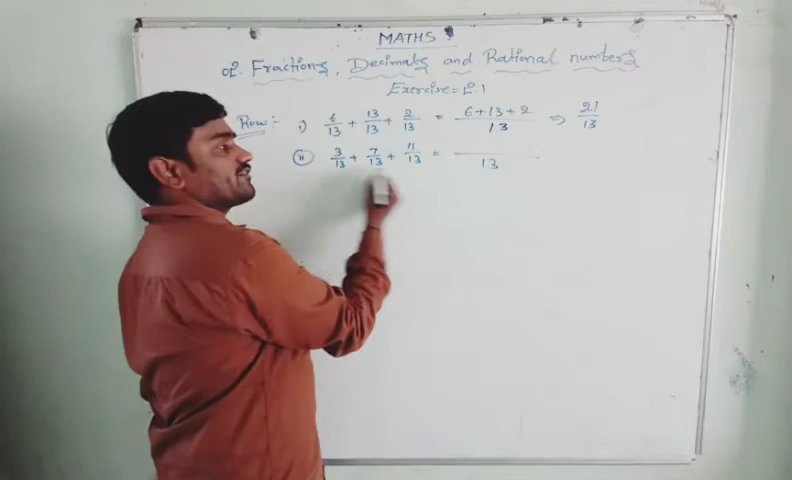 MATHS
02. Fractions, Decimals and Rational numbers
Exercise = 2.1
Row:- i) 6/13 + 13/13 + 2/13 = 6+13+2/13 ⇒ 21/13
ii) 3/13 + 7/13 + 11/13 = /13